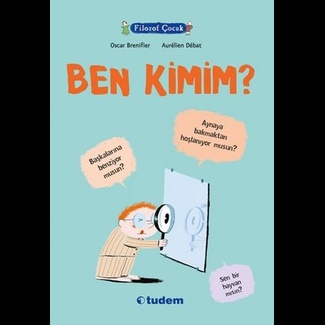 Filozof Çocuk
Oscar Brenifier Aurélien Débat
BEN KİMİM?
Aynaya
bakmaktan
hoşlanıyor musun?
Başkalarına
benziyor
musun?
Sen bir
hayvan
mısın?
tudem